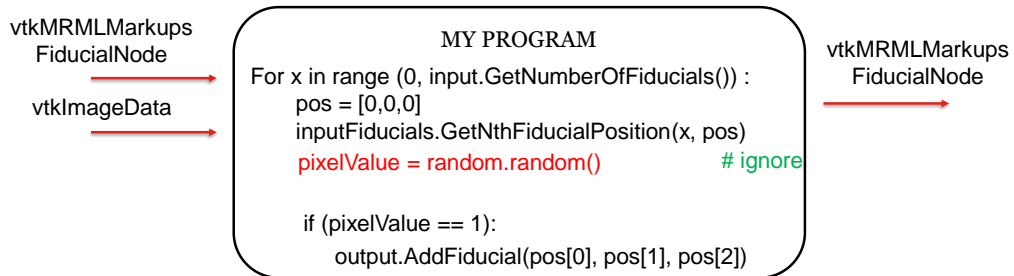 vtkMRMLMarkups
FiducialNode
vtkImageData
MY PROGRAM
For x in range (0, input.GetNumberOfFiducials()) :
pos = [0,0,0]
inputFiducials.GetNthFiducialPosition(x, pos)
pixelValue = random.random() # ignore
if (pixelValue == 1):
output.AddFiducial(pos[0], pos[1], pos[2])
vtkMRMLMarkups
FiducialNode